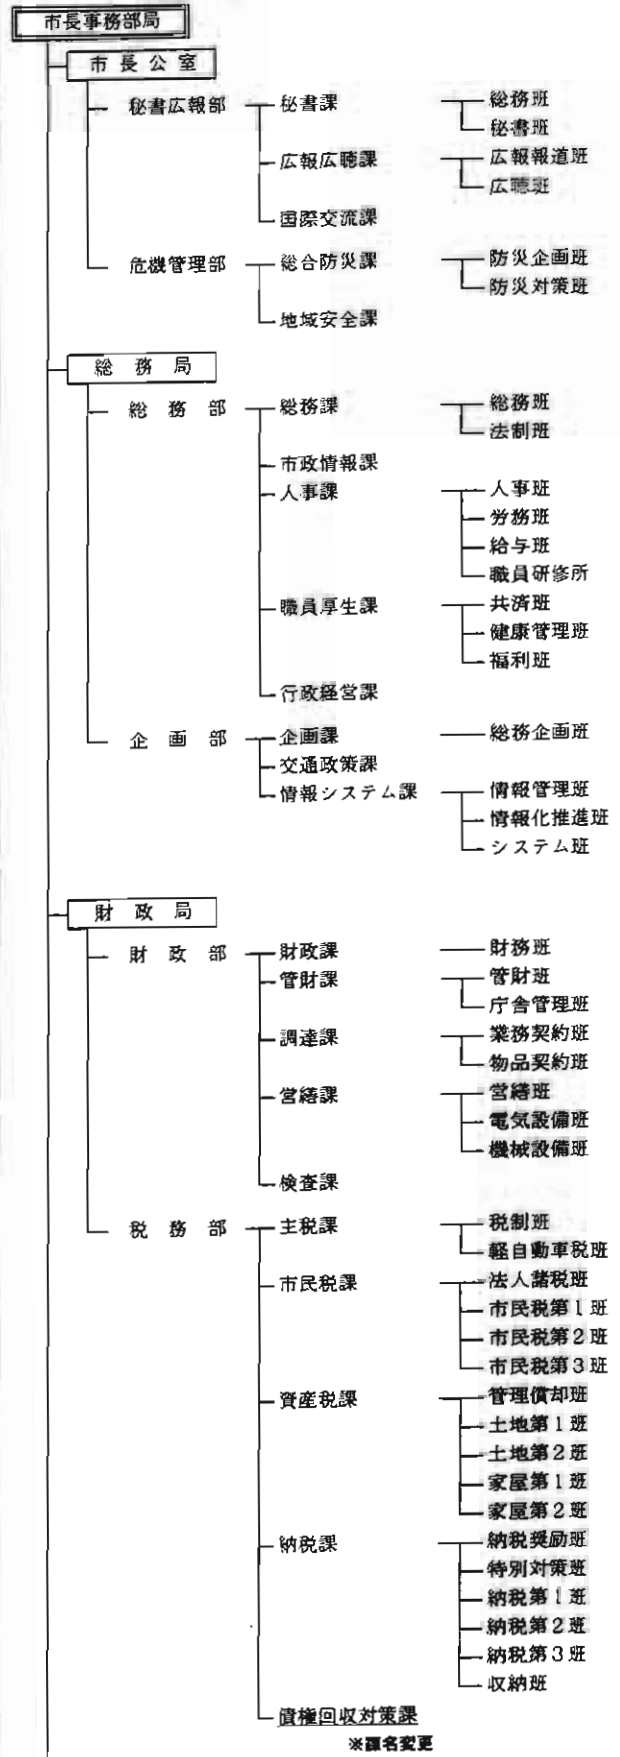 市長事務部局
市長公室
秘書広報部 秘書課 総務班
秘書班
広報広聴課 広報報道班
広聴班
国際交流課
危機管理部 総合防災課 防災企画班
防災対策班
地域安全課
総務局
総務部 総務課 総務班
法制班
市政情報課
人事課 人事班
労務班
給与班
職員研修所
職員厚生課 共済班
健康管理班
福利班
行政経営課
企画部 企画課 総務企画班
交通政策課
情報システム課 情報管理班
情報化推進班
システム班
財政局
財政部 財政課 財務班
管財課 管財班
庁舎管理班
調達課 業務契約班
物品契約班
営繕課 営繕班
電気設備班
機械設備班
検査課
税務部 主税課 税制班
軽自動車税班
市民税課 法人諸税班
市民税第1班
市民税第2班
市民税第3班
資産税課 管理償却班
土地第1班
土地第2班
家屋第1班
家屋第2班
納税課 納税奨励班
特別対策班
納税第1班
納税第2班
納税第3班
収納班
債権回収対策課
※課名変更